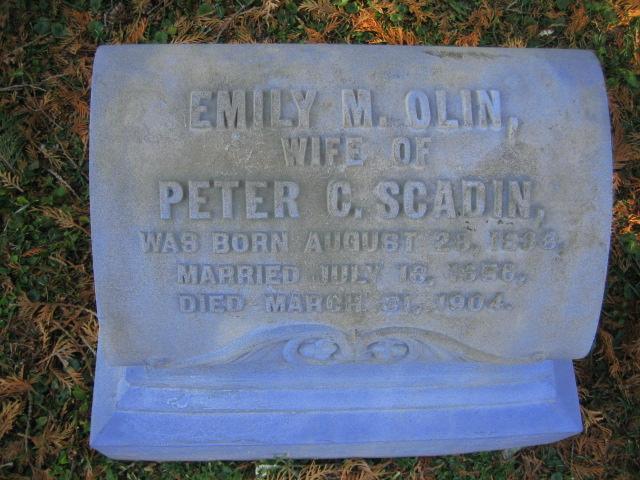 EMILY M. OLIN,
WIFE OF
PETER C. SCADIN,
WAS BORN AUGUST
MARRIED JULY
DIED MARCH 31, 1904.